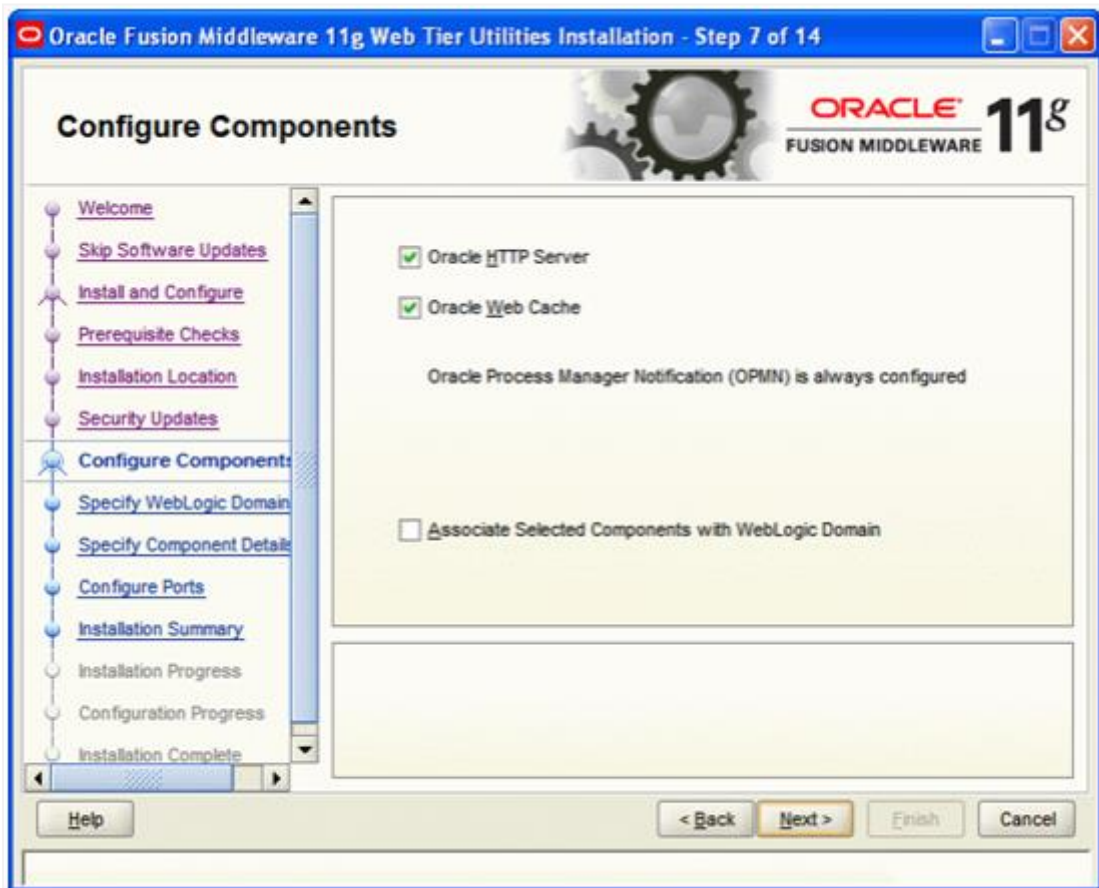 Oracle Fusion Middleware 11g Web Tier Utilities Installation - Step 7 of 14
Configure Components
ORACLE
FUSION MIDDLEWARE
11g
Welcome
Skip Software Updates
Install and Configure
Prerequisite Checks
Installation Location
Security Updates
Configure Components
Specify WebLogic Domain
Specify Component Details
Configure Ports
Installation Summary
Installation Progress
Configuration Progress
Installation Complete
Oracle HTTP Server
Oracle Web Cache
Oracle Process Manager Notification (OPMN) is always configured
Associate Selected Components with WebLogic Domain
Help
< Back
Next >
Finish
Cancel